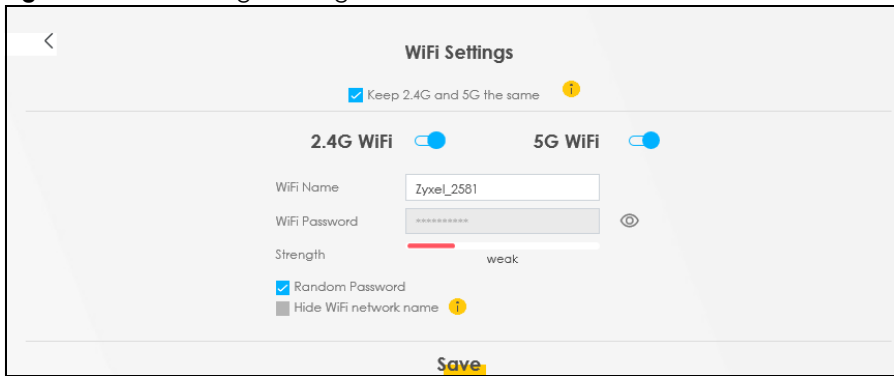 WiFi Settings
Keep 2.4G and 5G the same i
2.4G WiFi 5G WiFi
WiFi Name Zyxel_2581
WiFi Password **********
Strength
weak
Random Password
Hide WiFi network name i
Save